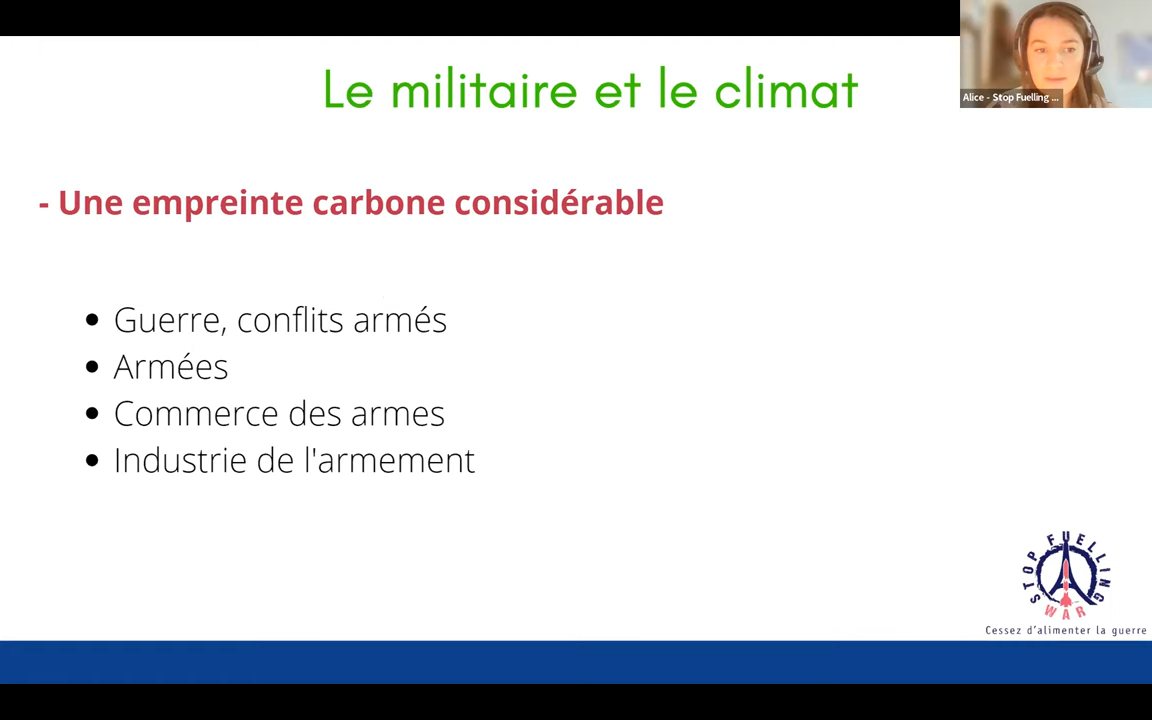 Le militaire et le climat
Alice - Stop Fuelling ...
- Une empreinte carbone considérable
• Guerre, conflits armés
• Armées
• Commerce des armes
• Industrie de l'armement
STOP FUELLING
WAR
Cessez d'alimenter la guerre